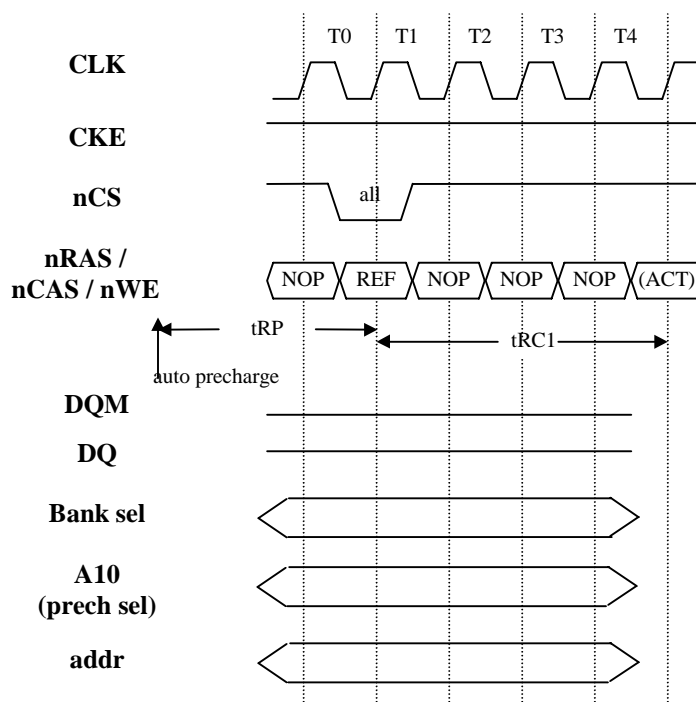 T0 T1 T2 T3 T4
CLK
CKE
nCS
all
nRAS /
nCAS / nWE
NOP REF NOP NOP NOP (ACT)
tRP
tRC1
auto precharge
DQM
DQ
Bank sel
A10
(prech sel)
addr